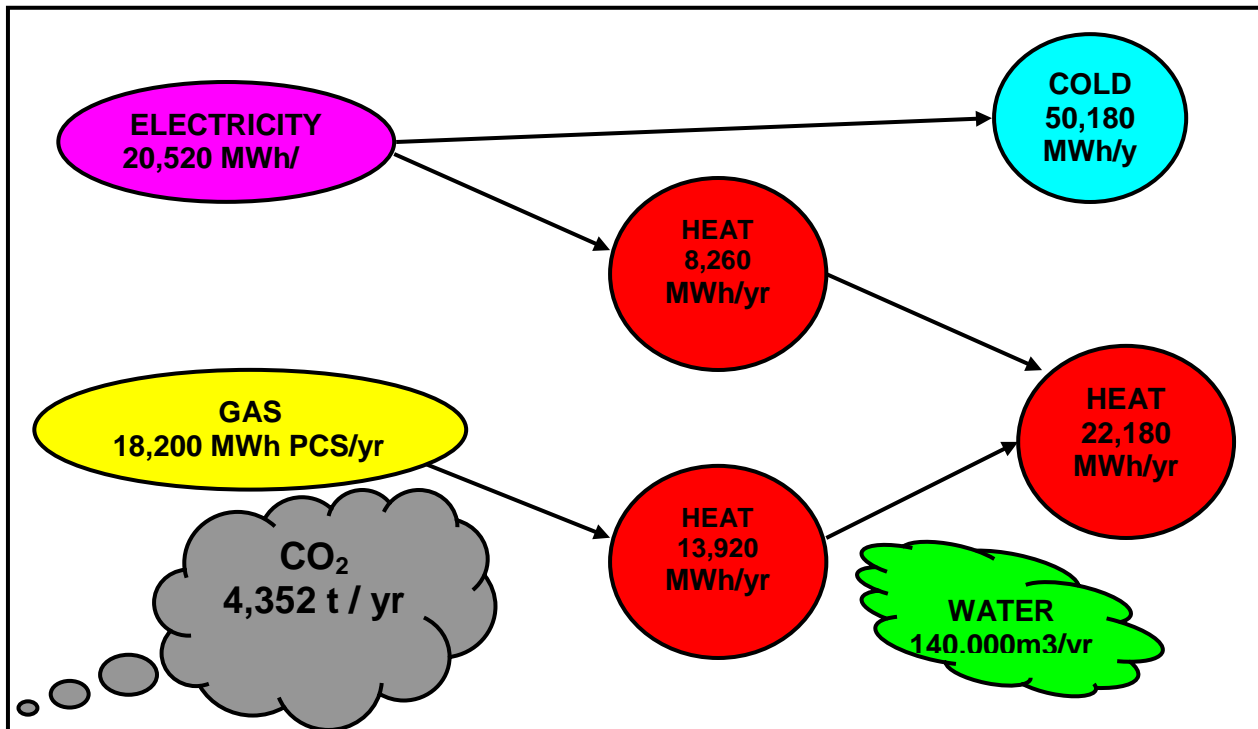 ELECTRICITY
20,520 MWh/
COLD
50,180
MWh/y
HEAT
8,260
MWh/yr
GAS
18,200 MWh PCS/yr
HEAT
22,180
MWh/yr
HEAT
13,920
MWh/yr
CO₂
4,352 t / yr
WATER
140.000m3/yr